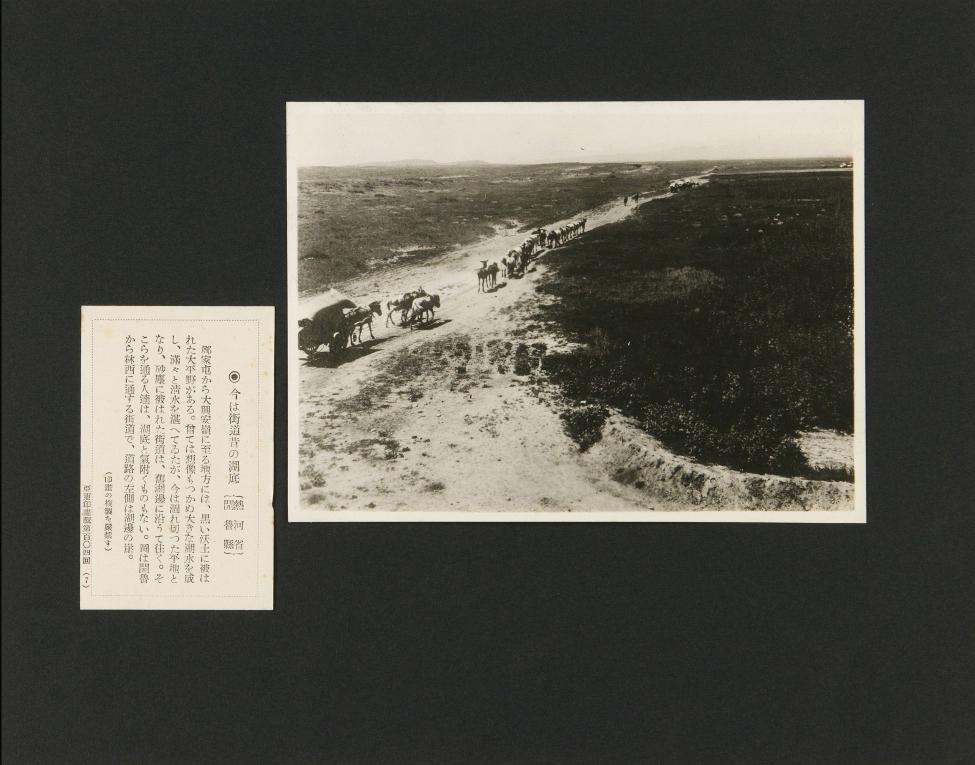 ◉今は街道昔の湖底
(熱河省
開魯縣)
鄭家屯から大興安嶺に至る地方には、黒い沃土に被は
れた大平野がある。曾ては想像もつかぬ大きな湖水を成
し、滿々と淸水を湛へてゐたが、今は涸れ切つた平地と
なり、砂塵に被はれた街道は、舊湖邊に沿うて往く。そ
こらを通る人達は、湖底と氣附くものもない。圖は開魯
から林西に通ずる街道で、道路の左側は湖邊の崖。
(印畫の複製を嚴禁す)
亞東印畫輯第百〇四回 (7)